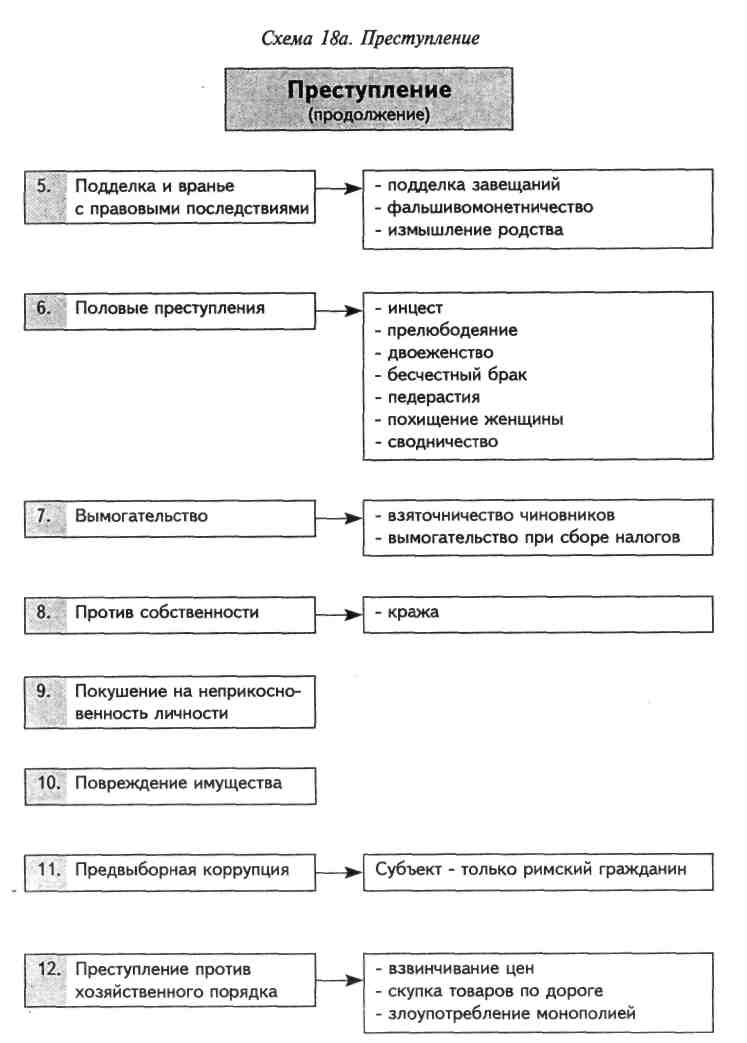 Схема 18а. Преступление
Преступление
(продолжение)
5. Подделка и вранье
с правовыми последствиями
- подделка завещаний
- фальшивомонетничество
- измышление родства
6. Половые преступления
- инцест
- прелюбодеяние
- двоеженство
- бесчестный брак
- педерастия
- похищение женщины
- сводничество
7. Вымогательство
- взяточничество чиновников
- вымогательство при сборе налогов
8. Против собственности
- кража
9. Покушение на неприкосно-
венность личности
10. Повреждение имущества
11. Предвыборная коррупция
Субъект - только римский гражданин
12. Преступление против
хозяйственного порядка
- взвинчивание цен
- скупка товаров по дороге
- злоупотребление монополией